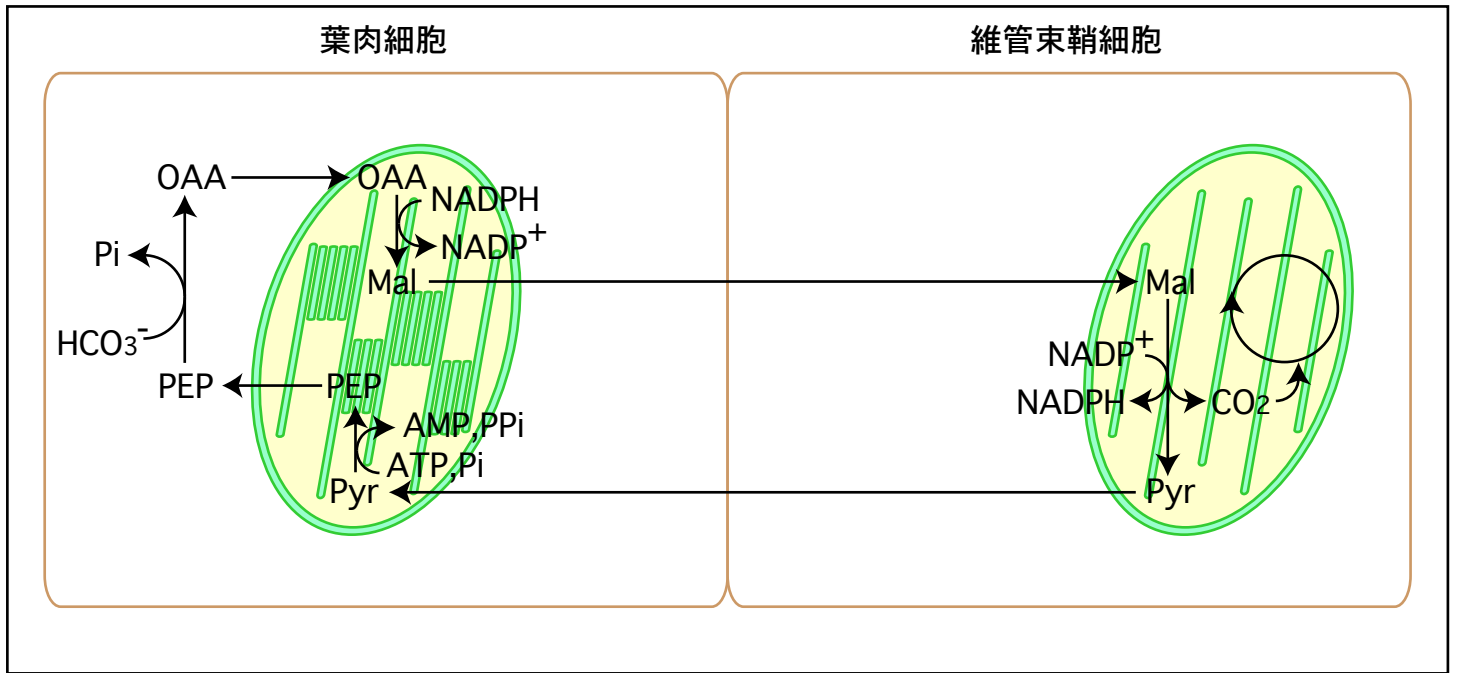 葉肉細胞
維管束鞘細胞
OAA
OAA
NADPH
NADP+
Pi
Mal
HCO3-
PEP
PEP
AMP,PPi
ATP,Pi
Pyr
Mal
NADP+
NADPH
CO2
Pyr